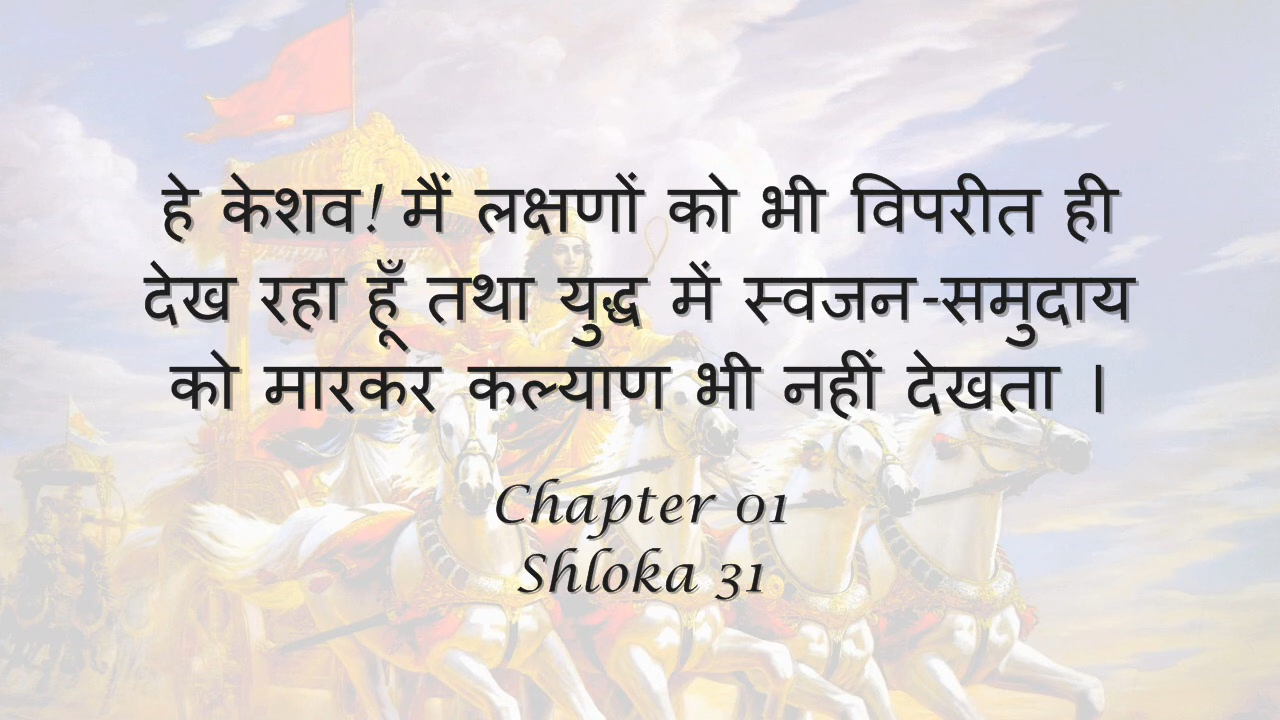 हे केशव! मैं लक्षणों को भी विपरीत ही
देख रहा हूँ तथा युद्ध में स्वजन-समुदाय
को मारकर कल्याण भी नहीं देखता ।
Chapter 01
Shloka 31